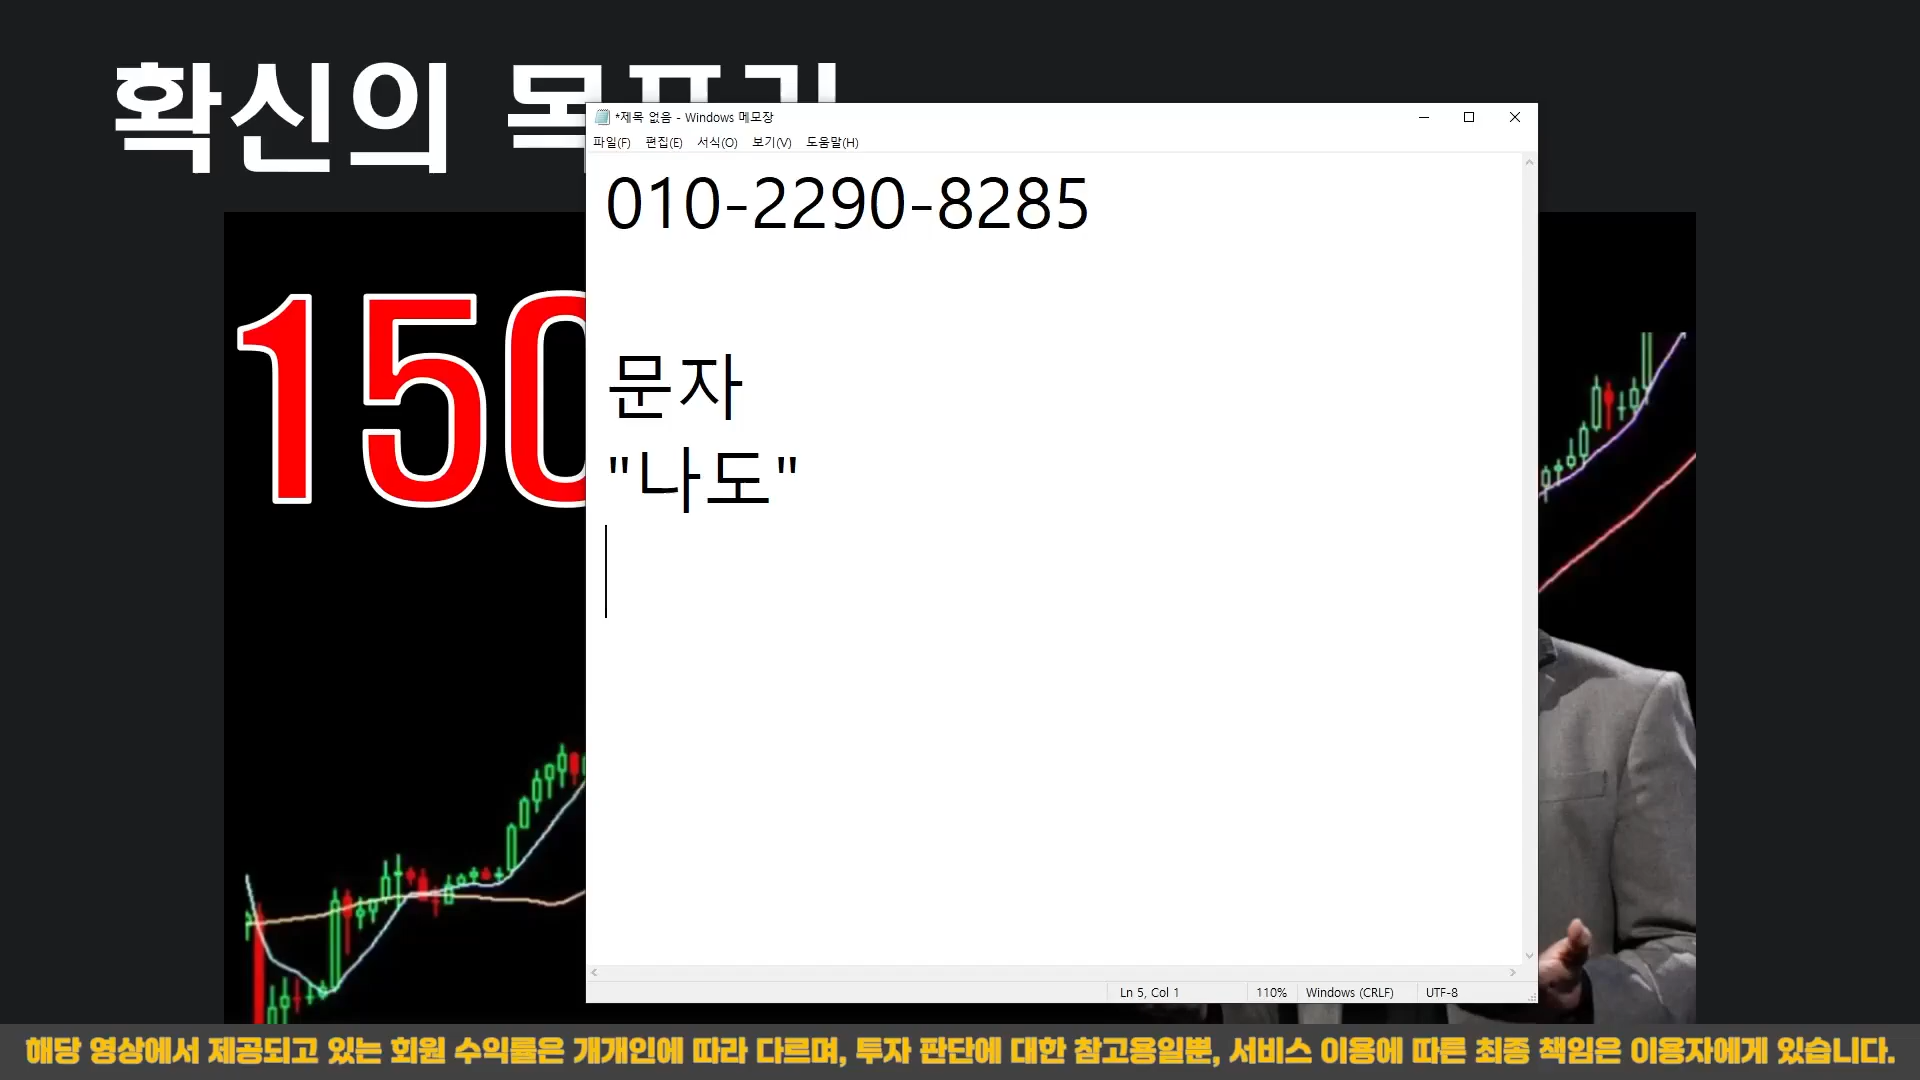 확신의
*제목 없음 - Windows 메모장
파일(F) 편집(E) 서식(O) 보기(V) 도움말(H)
010-2290-8285
150
문자
"나도"
Ln 5, Col 1 110% Windows (CRLF) UTF-8
해당 영상에서 제공되고 있는 회원 수익률은 개개인에 따라 다르며, 투자 판단에 대한 참고용일뿐, 서비스 이용에 따른 최종 책임은 이용자에게 있습니다.